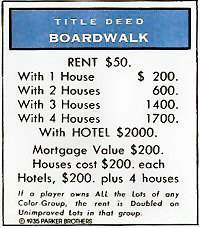 TITLE DEED
BOARDWALK
RENT $50.
With 1 House $ 200.
With 2 Houses 600.
With 3 Houses 1400.
With 4 Houses 1700.
With HOTEL $2000.
Mortgage Value $200.
Houses cost $200. each
Hotels, $200. plus 4 houses
If a player owns ALL the Lots of any
Color-Group, the rent is Doubled on
Unimproved Lots in that group.
© 1935 PARKER BROTHERS